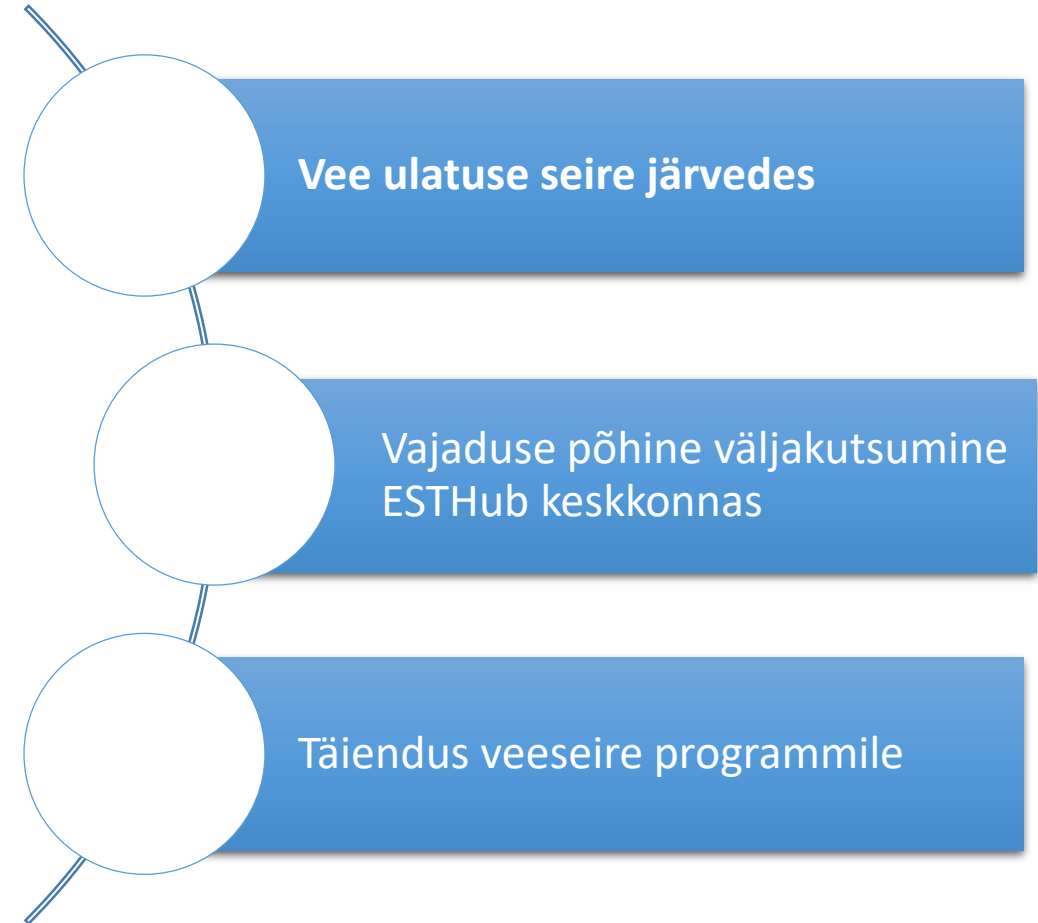 Vee ulatuse seire järvedes
Vajaduse põhine väljakutsumine
ESTHub keskkonnas
Täiendus veeseire programmile